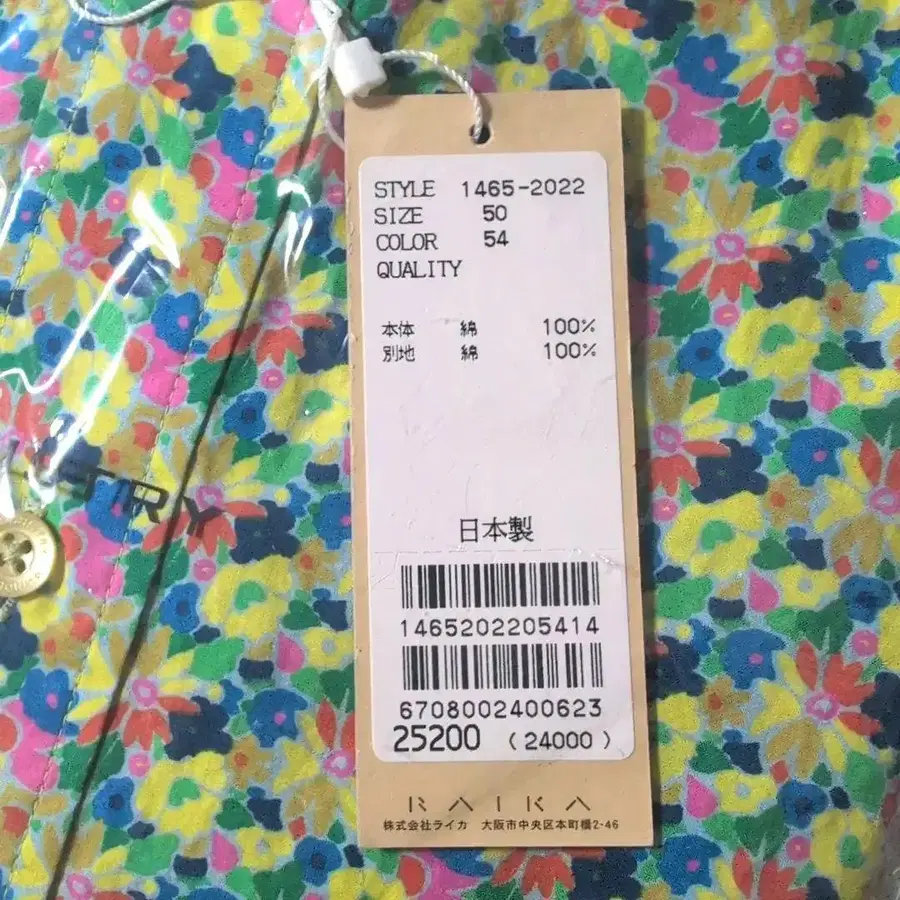 STYLE 1465-2022
SIZE 50
COLOR 54
QUALITY
本体 綿 100%
別地 綿 100%
日本製
1465202205414
6708002400623
25200 (24000)
RAIKA
株式会社ライカ 大阪市中央区本町橋2-46